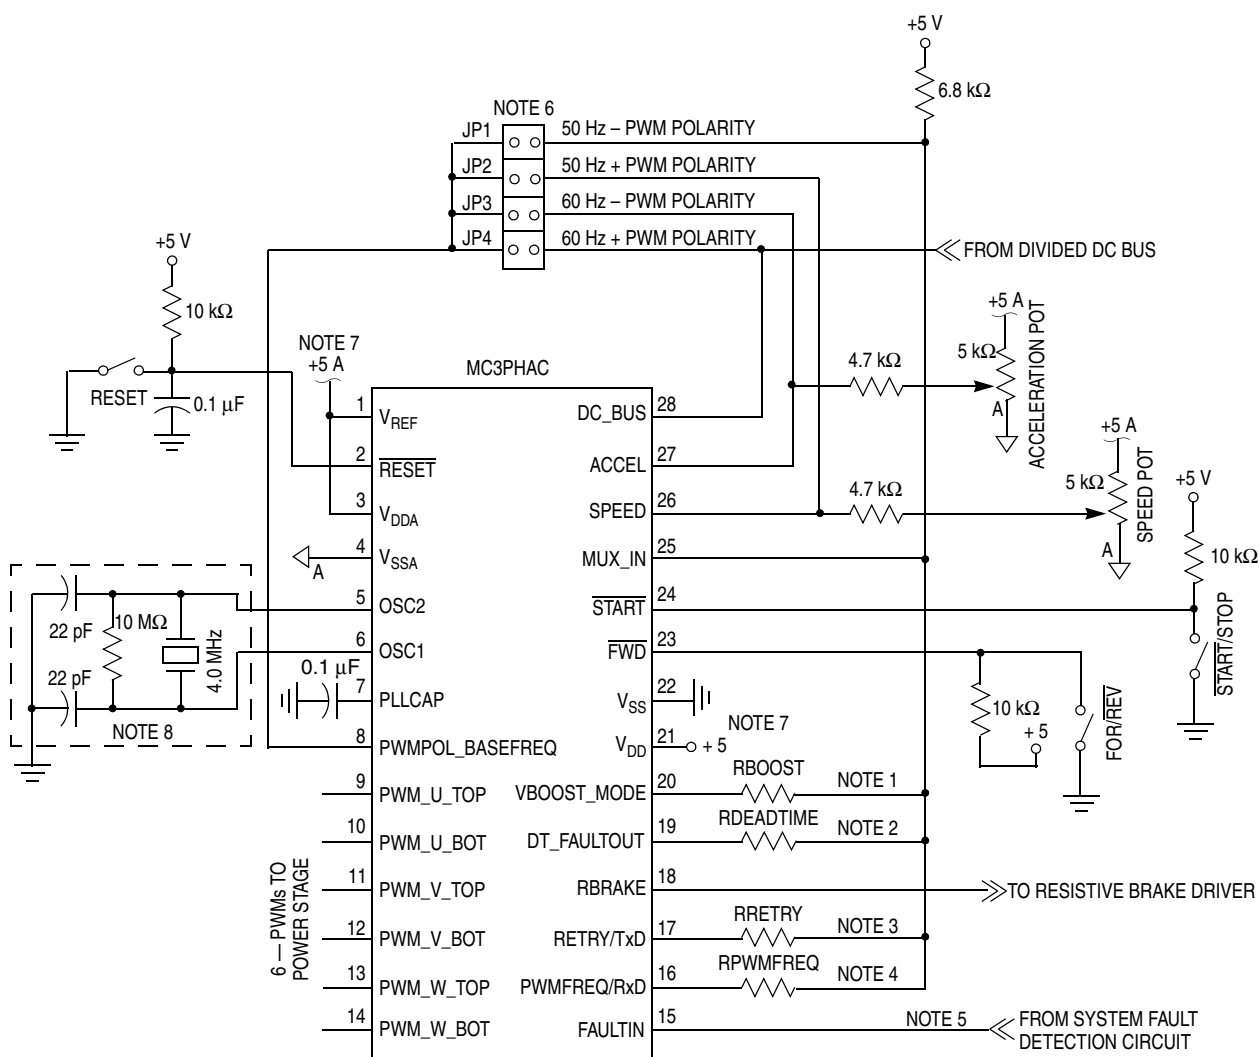 +5 V
6.8 kΩ
NOTE 6
JP1
50 Hz – PWM POLARITY
JP2
50 Hz + PWM POLARITY
JP3
60 Hz – PWM POLARITY
JP4
60 Hz + PWM POLARITY
FROM DIVIDED DC BUS
+5 V
10 kΩ
RESET
0.1 µF
NOTE 7
+5 A
MC3PHAC
4.7 kΩ
+5 A
5 kΩ
A
ACCELERATION POT
4.7 kΩ
+5 A
5 kΩ
A
SPEED POT
+5 V
10 kΩ
START/STOP
1 VREF
2 RESET
3 VDDA
4 VSSA
A
5 OSC2
6 OSC1
7 PLLCAP
8 PWMPOL_BASEFREQ
9 PWM_U_TOP
10 PWM_U_BOT
11 PWM_V_TOP
12 PWM_V_BOT
13 PWM_W_TOP
14 PWM_W_BOT
DC_BUS 28
ACCEL 27
SPEED 26
MUX_IN 25
START 24
FWD 23
VSS 22
VDD 21
VBOOST_MODE 20
DT_FAULTOUT 19
RBRAKE 18
RETRY/TxD 17
PWMFREQ/RxD 16
FAULTIN 15
22 pF
10 MΩ
4.0 MHz
22 pF
NOTE 8
0.1 µF
6 — PWMs TO
POWER STAGE
NOTE 7
+ 5
10 kΩ
+ 5
FOR/REV
RBOOST
NOTE 1
RDEADTIME
NOTE 2
TO RESISTIVE BRAKE DRIVER
RRETRY
NOTE 3
RPWMFREQ
NOTE 4
NOTE 5
FROM SYSTEM FAULT
DETECTION CIRCUIT